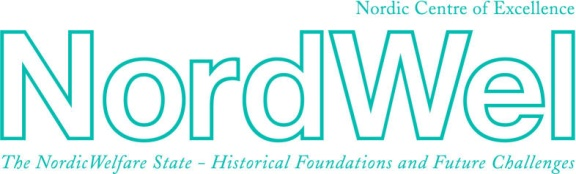 Nordic Centre of Excellence
NordWel
The NordicWelfare State – Historical Foundations and Future Challenges